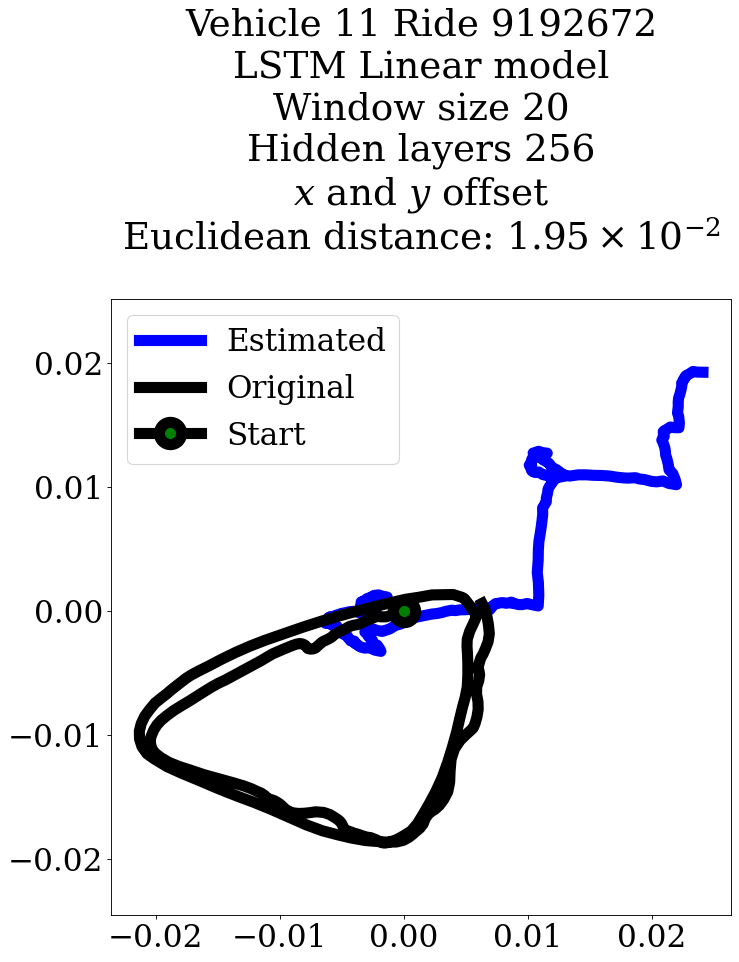 Vehicle 11 Ride 9192672
LSTM Linear model
Window size 20
Hidden layers 256
x and y offset
Euclidean distance: 1.95 × 10⁻²
Estimated
Original
Start
0.02
0.01
0.00
−0.01
−0.02
−0.02 −0.01 0.00 0.01 0.02